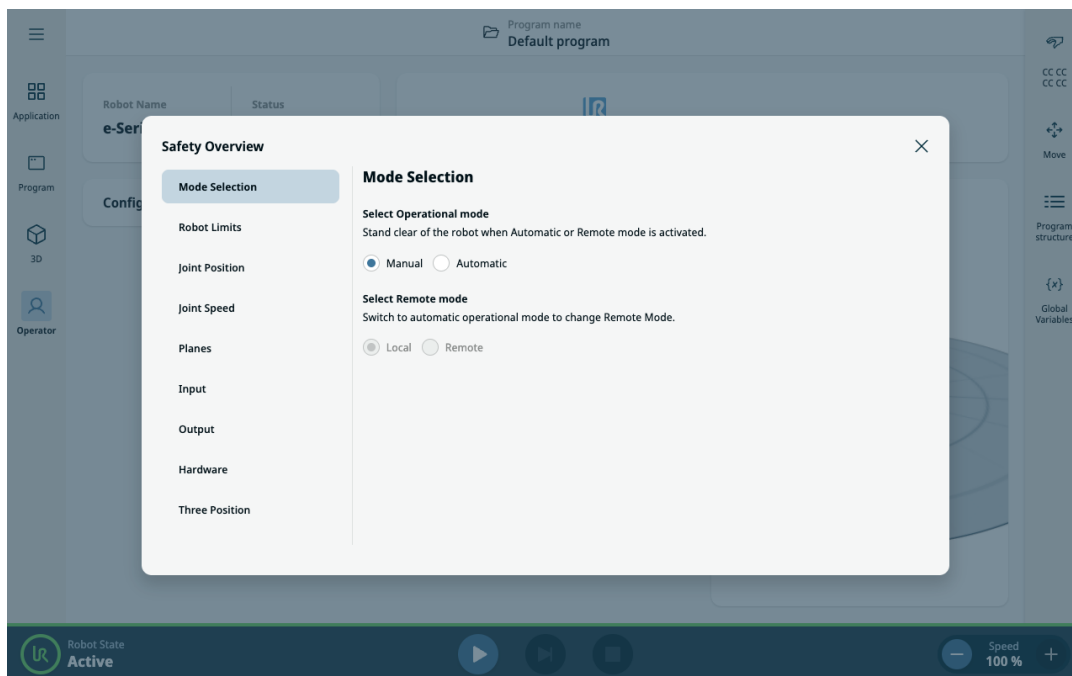 Program name
Default program
Application
Program
3D
Operator
Robot Name
Status
e-Seri
Config
Safety Overview
Mode Selection
Robot Limits
Joint Position
Joint Speed
Planes
Input
Output
Hardware
Three Position
Mode Selection
Select Operational mode
Stand clear of the robot when Automatic or Remote mode is activated.
Manual Automatic
Select Remote mode
Switch to automatic operational mode to change Remote Mode.
Local Remote
CC CC
CC CC
Move
Program
structure
{x}
Global
Variables
Robot State
Active
Speed
100 %